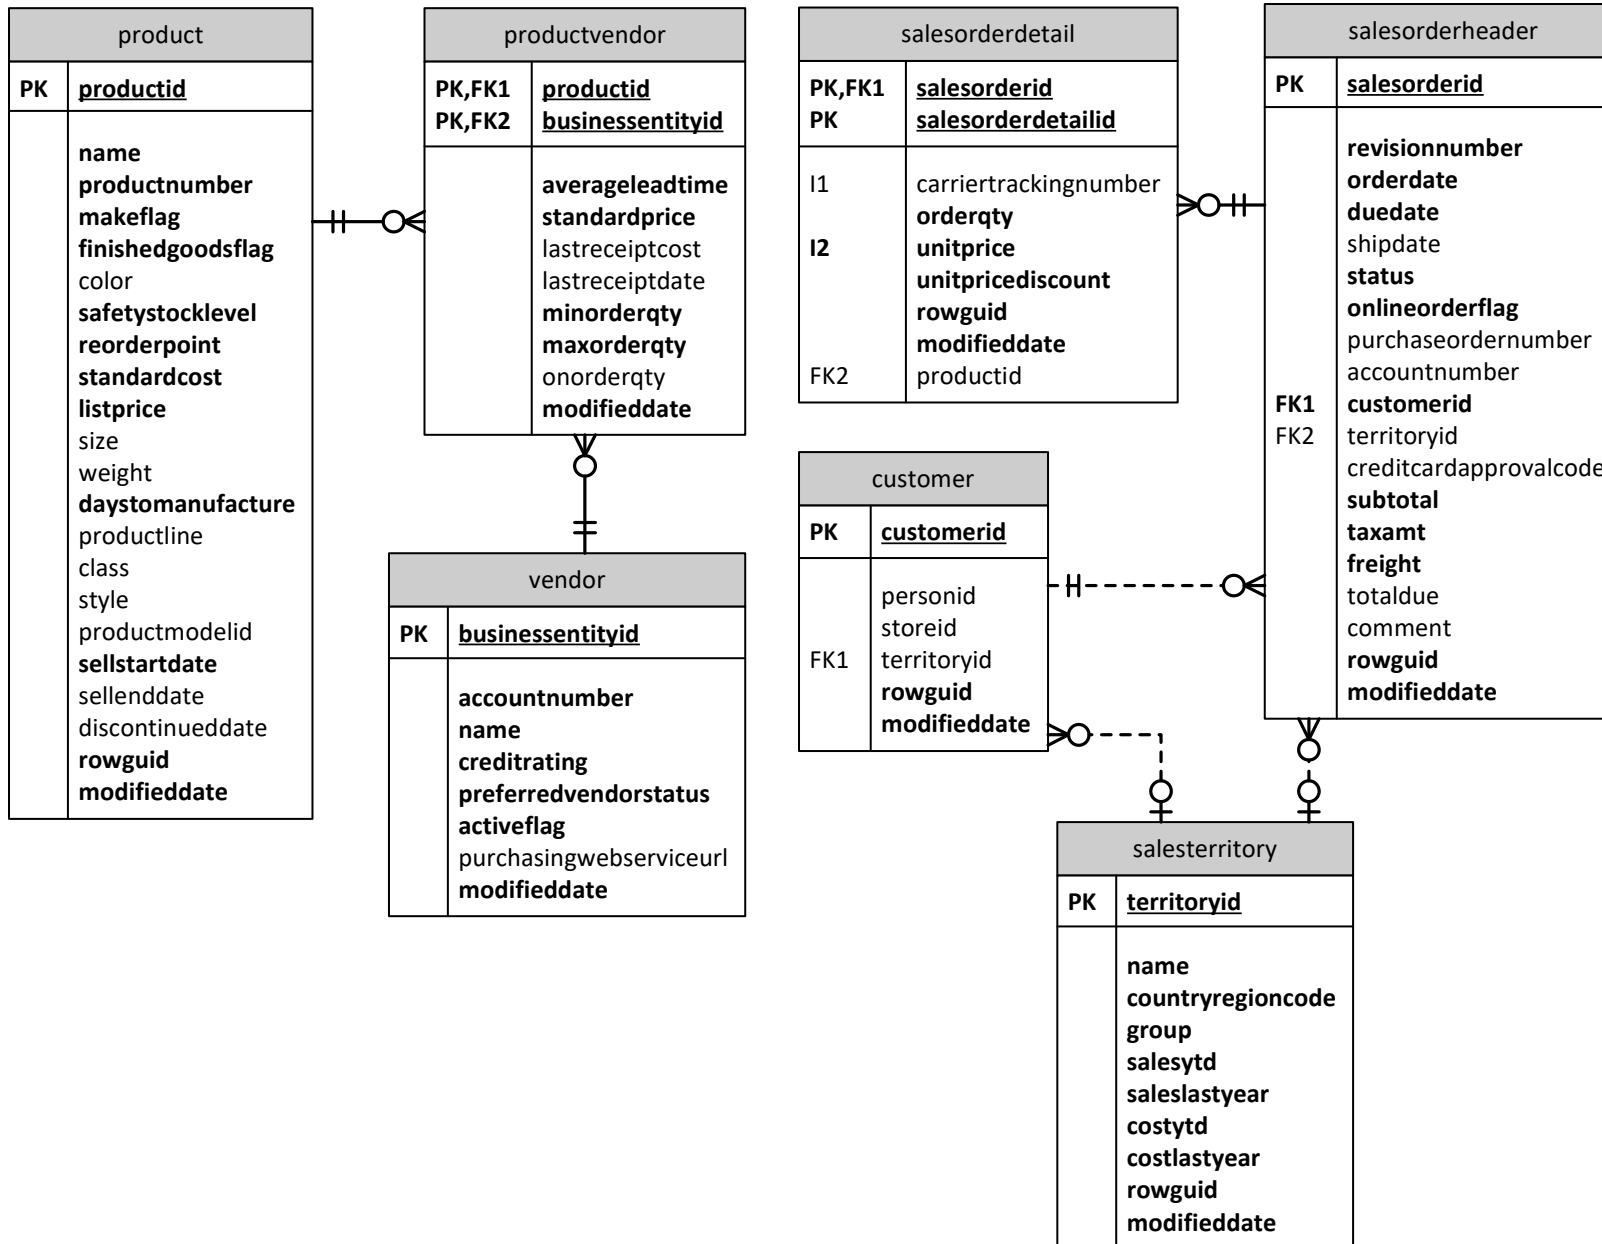 product
PK productid
name
productnumber
makeflag
finishedgoodsflag
color
safetystocklevel
reorderpoint
standardcost
listprice
size
weight
daystomanufacture
productline
class
style
productmodelid
sellstartdate
sellenddate
discontinueddate
rowguid
modifieddate
productvendor
PK,FK1 productid
PK,FK2 businessentityid
averageleadtime
standardprice
lastreceiptcost
lastreceiptdate
minorderqty
maxorderqty
onorderqty
modifieddate
vendor
PK businessentityid
accountnumber
name
creditrating
preferredvendorstatus
activeflag
purchasingwebserviceurl
modifieddate
salesorderdetail
PK,FK1 salesorderid
PK salesorderdetailid
I1 carriertrackingnumber
orderqty
I2 unitprice
unitpricediscount
rowguid
modifieddate
FK2 productid
customer
PK customerid
personid
storeid
FK1 territoryid
rowguid
modifieddate
salesorderheader
PK salesorderid
revisionnumber
orderdate
duedate
shipdate
status
onlineorderflag
purchaseordernumber
accountnumber
FK1 customerid
FK2 territoryid
creditcardapprovalcode
subtotal
taxamt
freight
totaldue
comment
rowguid
modifieddate
salesterritory
PK territoryid
name
countryregioncode
group
salesytd
saleslastyear
costytd
costlastyear
rowguid
modifieddate